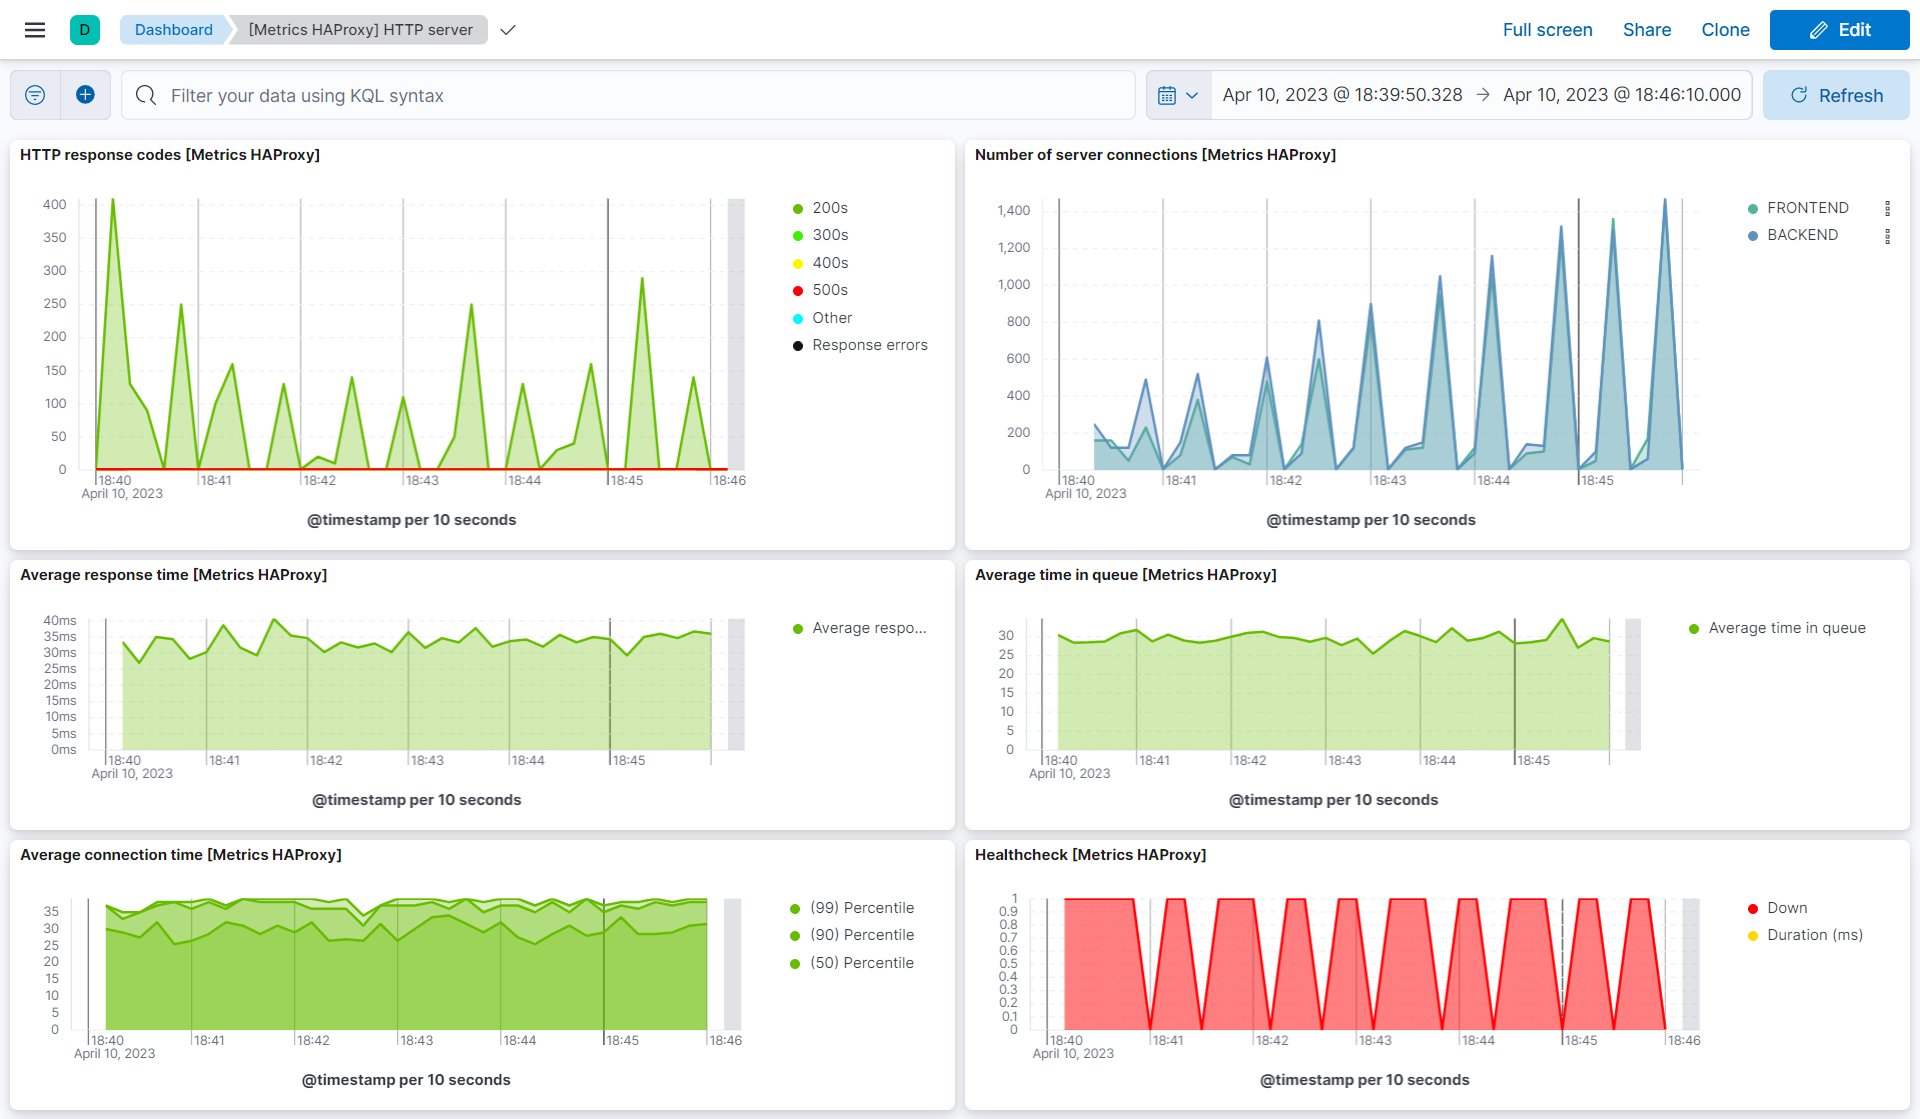 D
Dashboard
[Metrics HAProxy] HTTP server
Full screen
Share
Clone
Edit
Filter your data using KQL syntax
Apr 10, 2023 @ 18:39:50.328 → Apr 10, 2023 @ 18:46:10.000
Refresh
HTTP response codes [Metrics HAProxy]
400
350
300
250
200
150
100
50
0
18:40 18:41 18:42 18:43 18:44 18:45 18:46
April 10, 2023
@timestamp per 10 seconds
200s
300s
400s
500s
Other
Response errors
Number of server connections [Metrics HAProxy]
1,400
1,200
1,000
800
600
400
200
0
18:40 18:41 18:42 18:43 18:44 18:45
April 10, 2023
@timestamp per 10 seconds
FRONTEND
BACKEND
Average response time [Metrics HAProxy]
40ms
35ms
30ms
25ms
20ms
15ms
10ms
5ms
0ms
18:40 18:41 18:42 18:43 18:44 18:45
April 10, 2023
@timestamp per 10 seconds
Average respo...
Average time in queue [Metrics HAProxy]
30
25
20
15
10
5
0
18:40 18:41 18:42 18:43 18:44 18:45
April 10, 2023
@timestamp per 10 seconds
Average time in queue
Average connection time [Metrics HAProxy]
35
30
25
20
15
10
5
0
18:40 18:41 18:42 18:43 18:44 18:45 18:46
April 10, 2023
@timestamp per 10 seconds
(99) Percentile
(90) Percentile
(50) Percentile
Healthcheck [Metrics HAProxy]
1
0.9
0.8
0.7
0.6
0.5
0.4
0.3
0.2
0.1
0
18:40 18:41 18:42 18:43 18:44 18:45 18:46
April 10, 2023
@timestamp per 10 seconds
Down
Duration (ms)